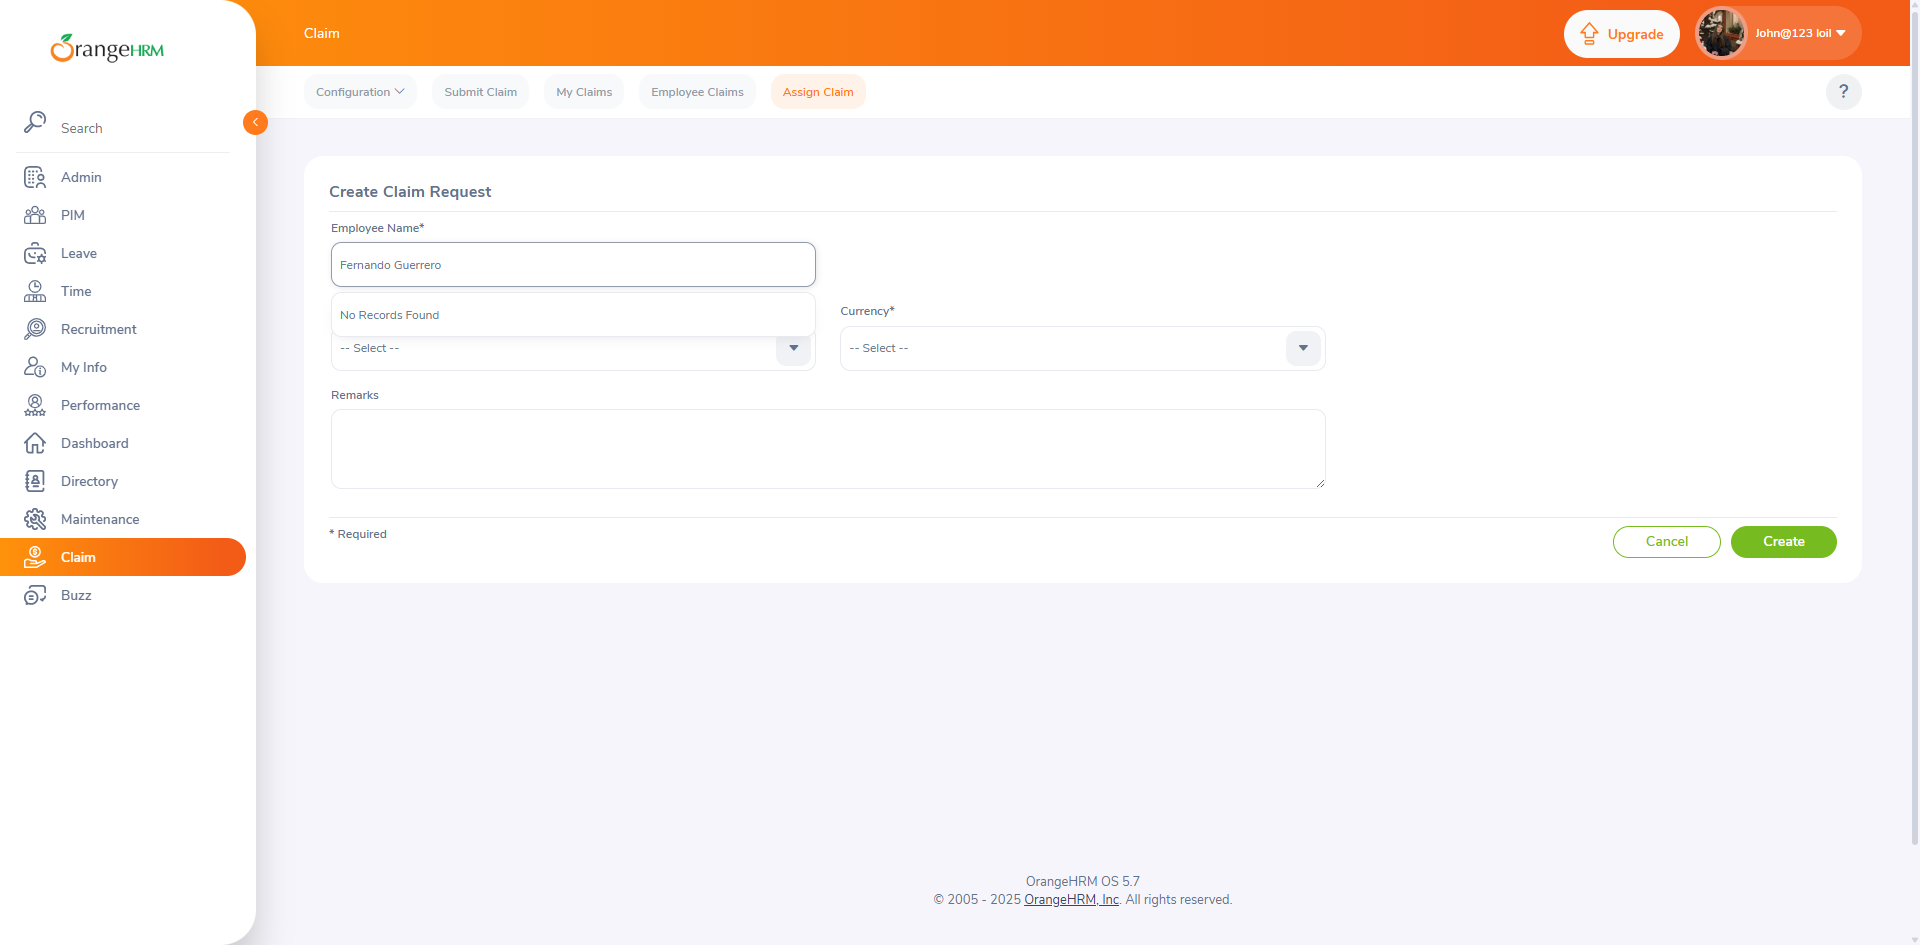 Claim
Upgrade
John@123 loil
OrangeHRM
Configuration
Submit Claim
My Claims
Employee Claims
Assign Claim
?
Search
Admin
PIM
Leave
Time
Recruitment
My Info
Performance
Dashboard
Directory
Maintenance
Claim
Buzz
Create Claim Request
Employee Name*
Fernando Guerrero
No Records Found
Currency*
-- Select --
-- Select --
Remarks
* Required
Cancel
Create
OrangeHRM OS 5.7
© 2005 - 2025 OrangeHRM, Inc. All rights reserved.